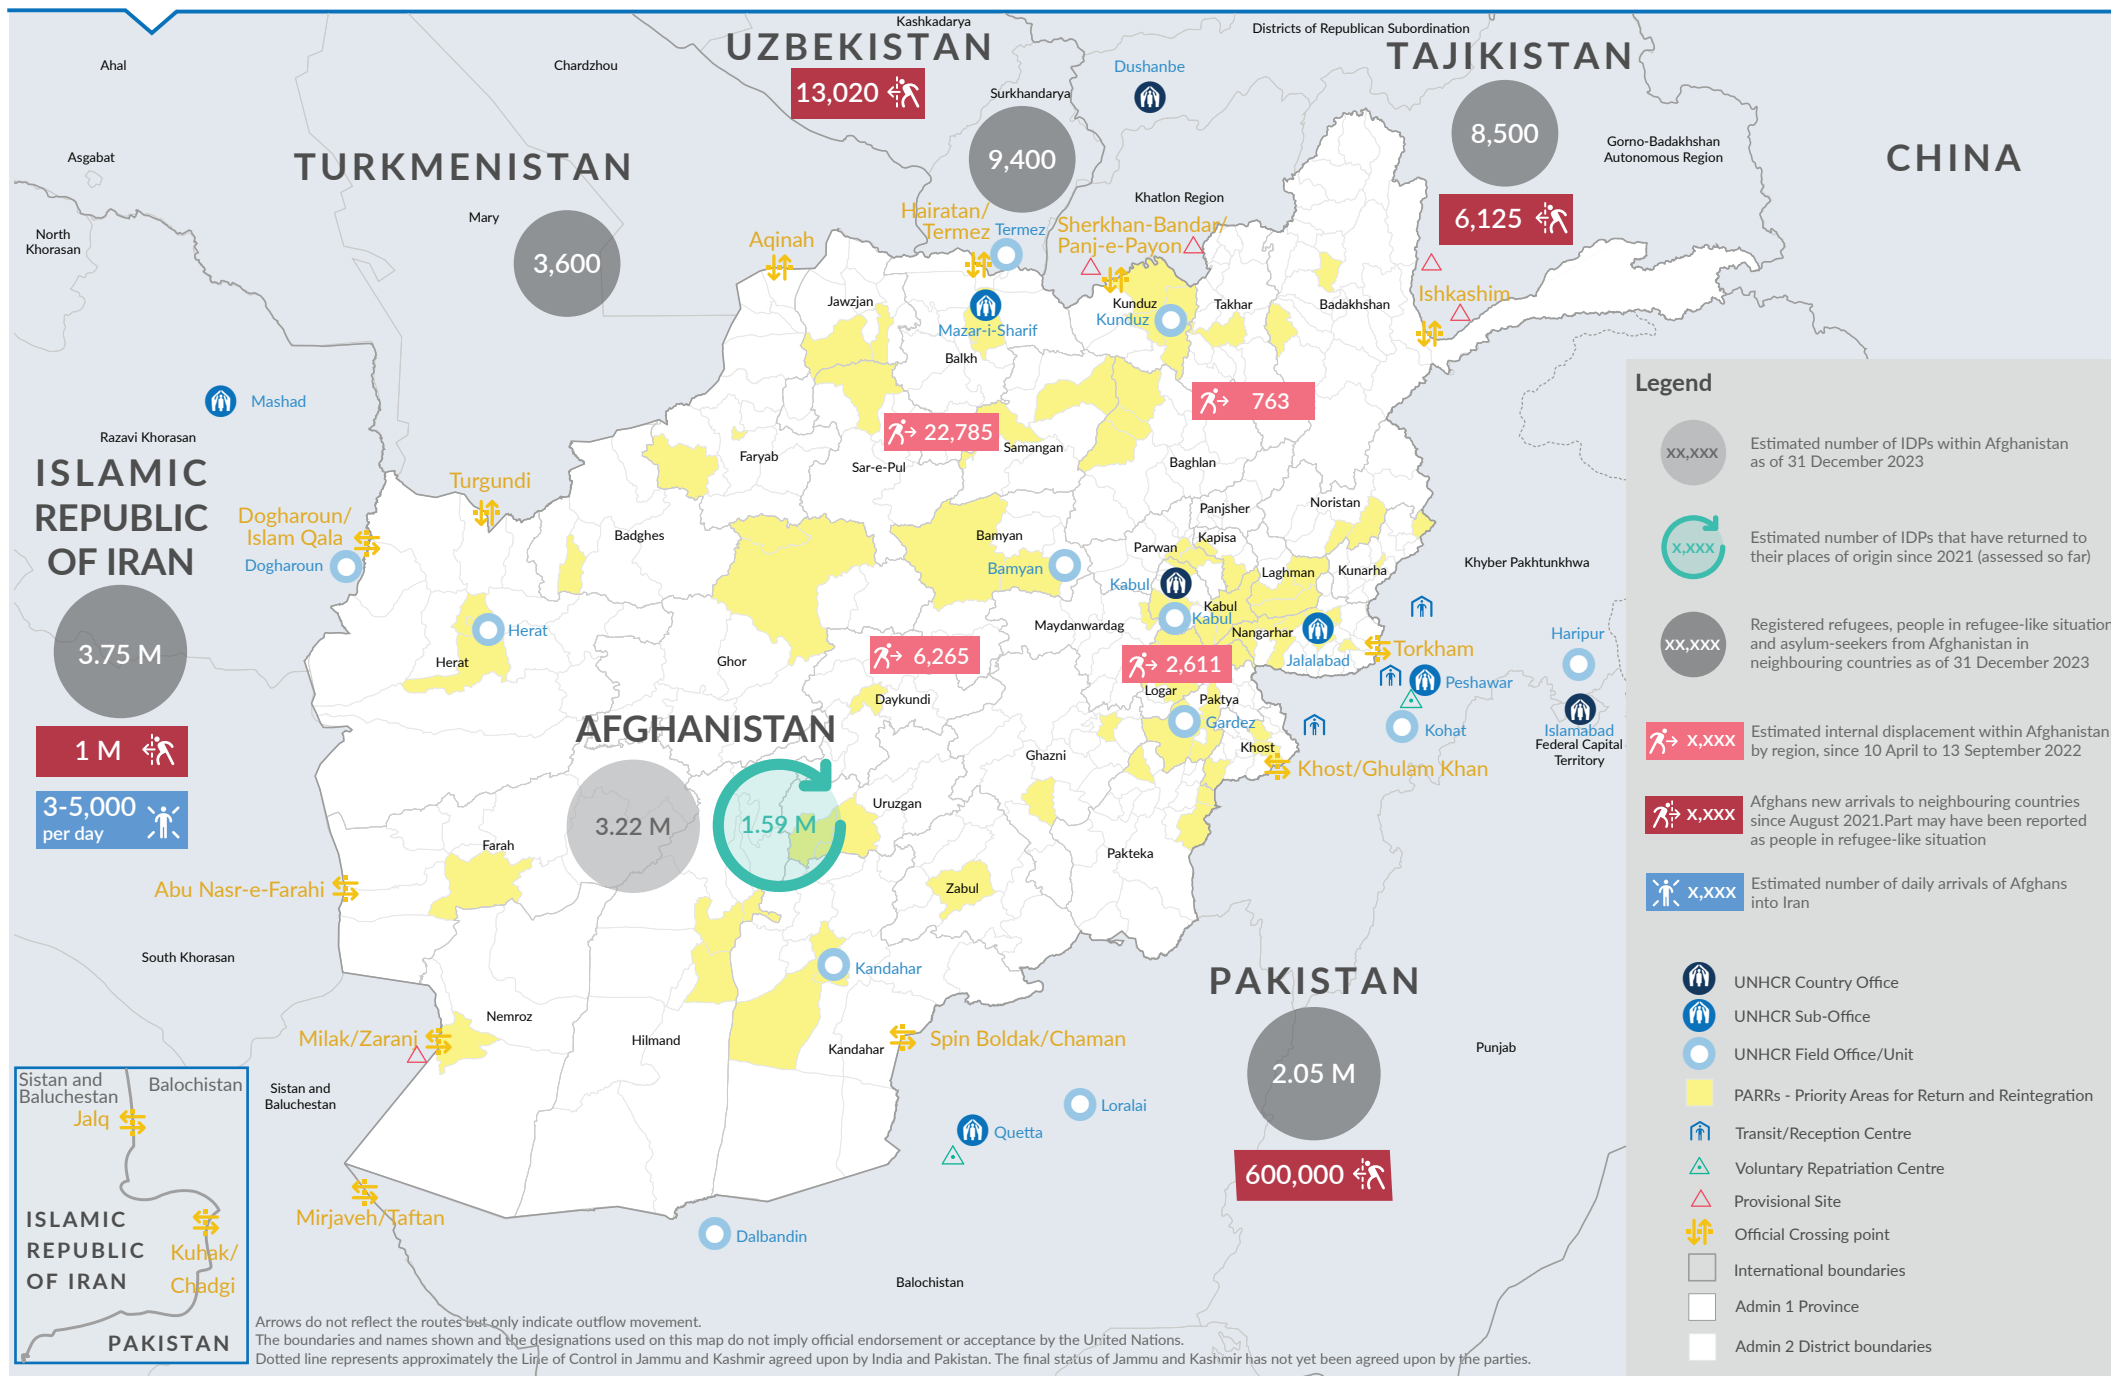 Kashkadarya
UZBEKISTAN
13,020
Districts of Republican Subordination
TAJIKISTAN
8,500
6,125
Gorno-Badakhshan
Autonomous Region
CHINA
Ahal
Chardzhou
Surkhandarya
9,400
Dushanbe
Asgabat
TURKMENISTAN
Mary
3,600
Khatlon Region
North
Khorasan
Aqinah
Hairatan/
Termez
Termez
Sherkhan-Bandar/
Panj-e-Payon
Ishkashim
Jawzjan
Mazar-i-Sharif
Balkh
Kunduz
Kunduz
Takhar
Badakhshan
763
22,785
Samangan
Faryab
Sar-e-Pul
Baghlan
Mashad
Razavi Khorasan
ISLAMIC
REPUBLIC
OF IRAN
3.75 M
1 M
3-5,000
per day
Turgundi
Dogharoun/
Islam Qala
Dogharoun
Badghes
Bamyan
Bamyan
Panjsher
Noristan
Parwan
Kapisa
Laghman
Kunarha
Kabul
Kabul
Kabul
Nangarhar
Jalalabad
Maydanwardag
Khyber Pakhtunkhwa
Torkham
Peshawar
Haripur
Kohat
Islamabad
Federal Capital
Territory
Herat
Herat
Ghor
6,265
2,611
Daykundi
Logar
Paktya
Gardez
Khost
Khost/Ghulam Khan
Ghazni
AFGHANISTAN
3.22 M
1.59 M
Uruzgan
Pakteka
Zabul
Farah
Abu Nasr-e-Farahi
South Khorasan
Kandahar
Kandahar
Nemroz
Hilmand
Milak/Zaranj
Spin Boldak/Chaman
PAKISTAN
2.05 M
600,000
Punjab
Sistan and
Baluchestan
Loralai
Quetta
Mirjaveh/Taftan
Dalbandin
Balochistan
Sistan and
Baluchestan
Balochistan
Jalq
ISLAMIC
REPUBLIC
OF IRAN
Kuhak/
Chadgi
PAKISTAN
Arrows do not reflect the routes but only indicate outflow movement.
The boundaries and names shown and the designations used on this map do not imply official endorsement or acceptance by the United Nations.
Dotted line represents approximately the Line of Control in Jammu and Kashmir agreed upon by India and Pakistan. The final status of Jammu and Kashmir has not yet been agreed upon by the parties.
Legend
XX,XXX
Estimated number of IDPs within Afghanistan
as of 31 December 2023
X,XXX
Estimated number of IDPs that have returned to
their places of origin since 2021 (assessed so far)
XX,XXX
Registered refugees, people in refugee-like situation
and asylum-seekers from Afghanistan in
neighbouring countries as of 31 December 2023
X,XXX
Estimated internal displacement within Afghanistan
by region, since 10 April to 13 September 2022
X,XXX
Afghans new arrivals to neighbouring countries
since August 2021.Part may have been reported
as people in refugee-like situation
X,XXX
Estimated number of daily arrivals of Afghans
into Iran
UNHCR Country Office
UNHCR Sub-Office
UNHCR Field Office/Unit
PARRs - Priority Areas for Return and Reintegration
Transit/Reception Centre
Voluntary Repatriation Centre
Provisional Site
Official Crossing point
International boundaries
Admin 1 Province
Admin 2 District boundaries